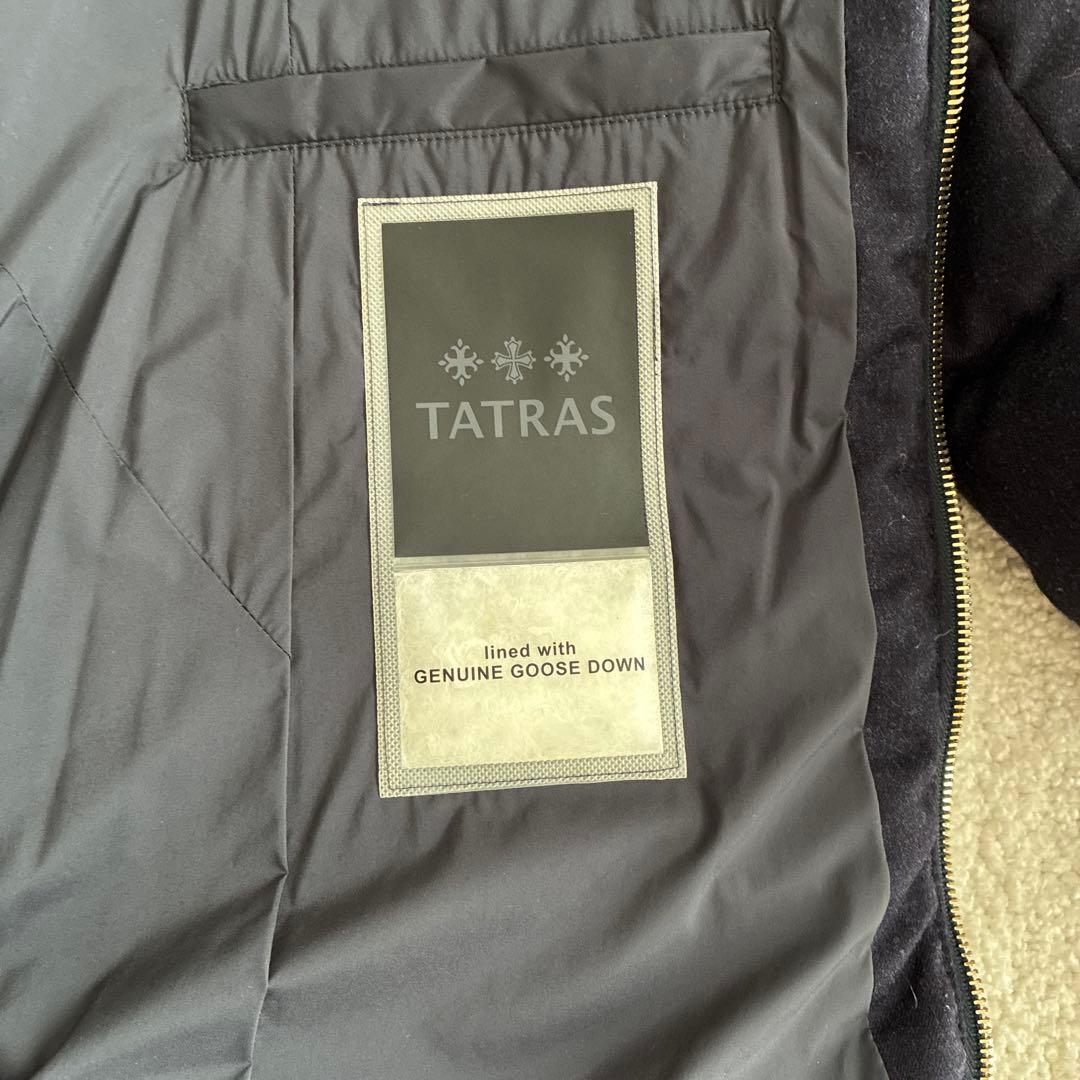 TATRAS
lined with
GENUINE GOOSE DOWN